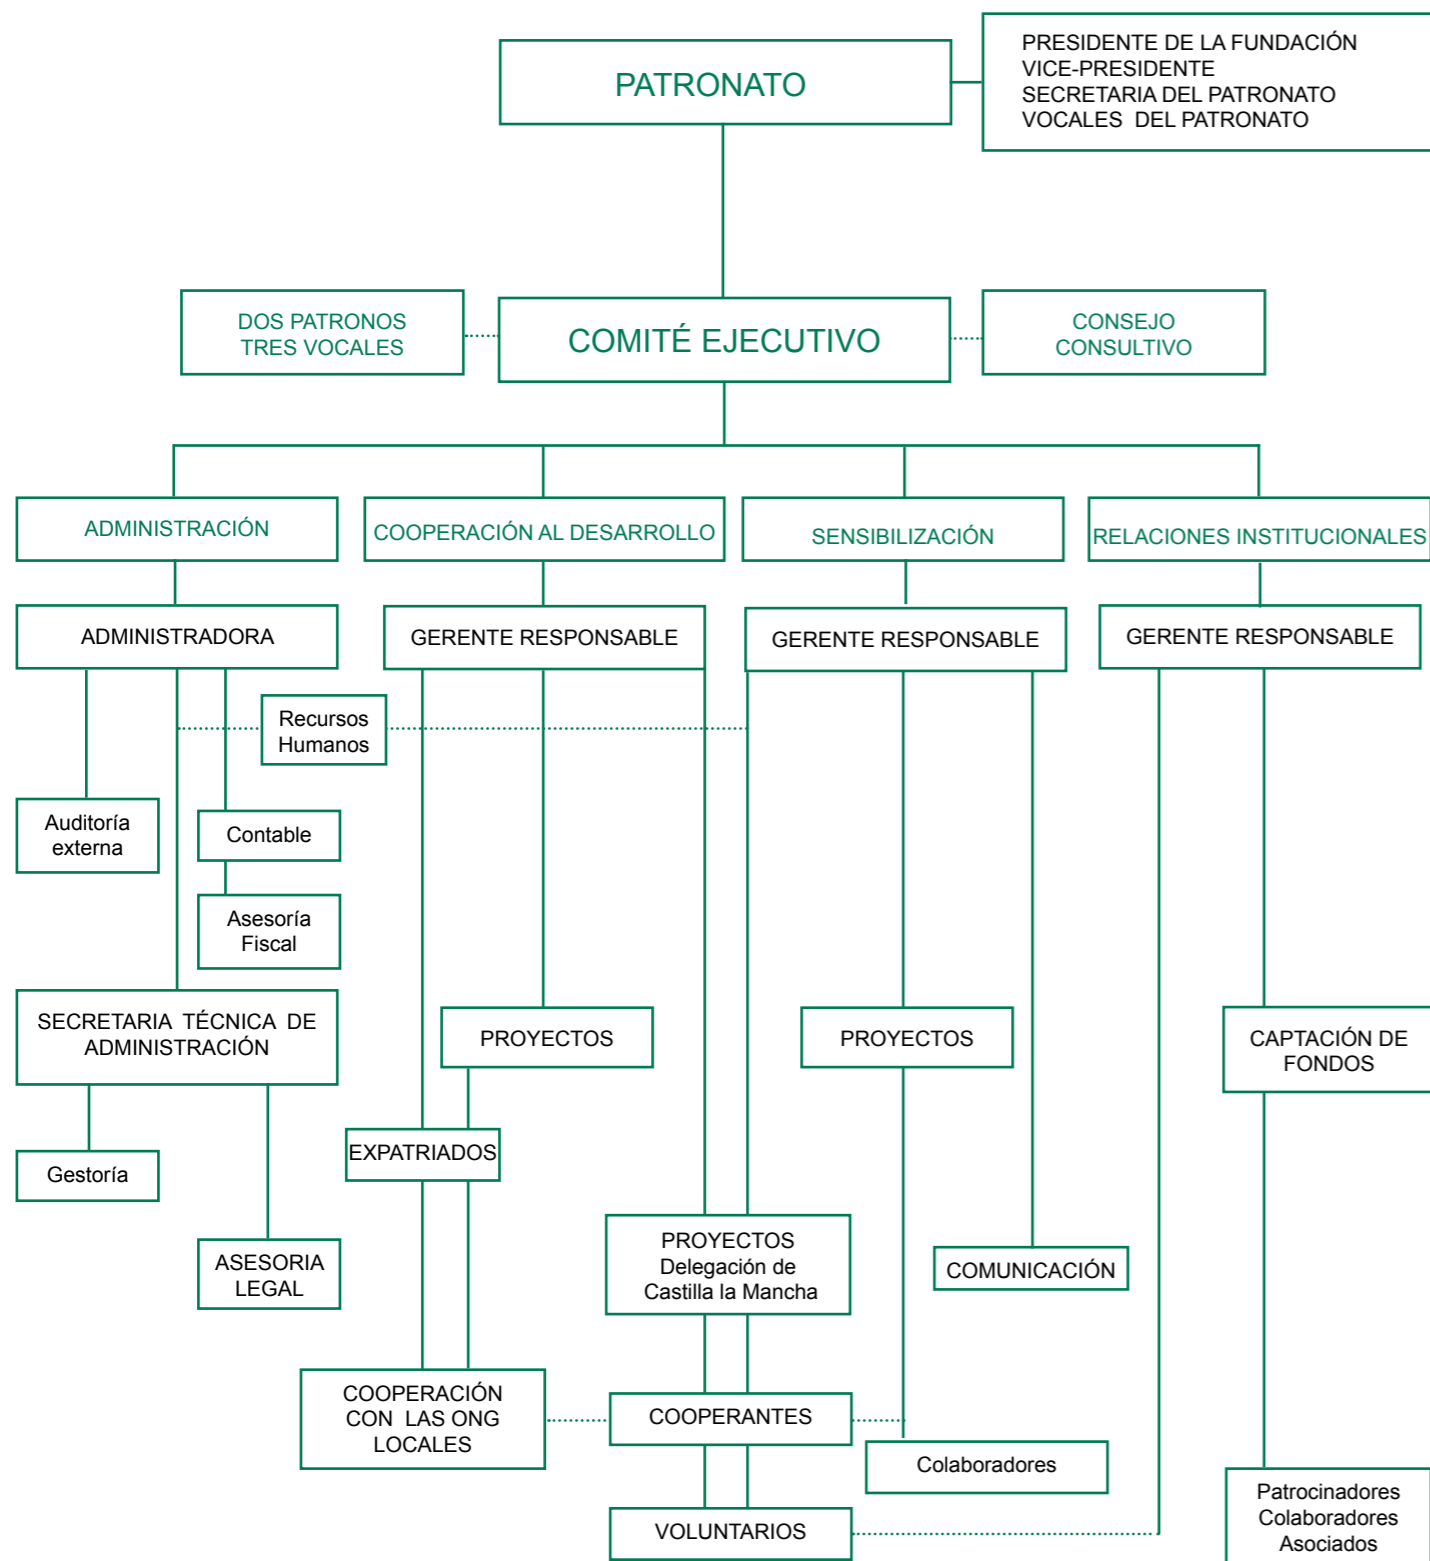 PATRONATO
PRESIDENTE DE LA FUNDACIÓN
VICE-PRESIDENTE
SECRETARIA DEL PATRONATO
VOCALES DEL PATRONATO
DOS PATRONOS
TRES VOCALES
COMITÉ EJECUTIVO
CONSEJO
CONSULTIVO
ADMINISTRACIÓN
COOPERACIÓN AL DESARROLLO
SENSIBILIZACIÓN
RELACIONES INSTITUCIONALES
ADMINISTRADORA
GERENTE RESPONSABLE
GERENTE RESPONSABLE
GERENTE RESPONSABLE
Recursos
Humanos
Auditoría
externa
Contable
Asesoría
Fiscal
SECRETARIA TÉCNICA DE
ADMINISTRACIÓN
PROYECTOS
PROYECTOS
CAPTACIÓN DE
FONDOS
EXPATRIADOS
Gestoría
ASESORIA
LEGAL
PROYECTOS
Delegación de
Castilla la Mancha
COMUNICACIÓN
COOPERACIÓN
CON LAS ONG
LOCALES
COOPERANTES
Colaboradores
VOLUNTARIOS
Patrocinadores
Colaboradores
Asociados